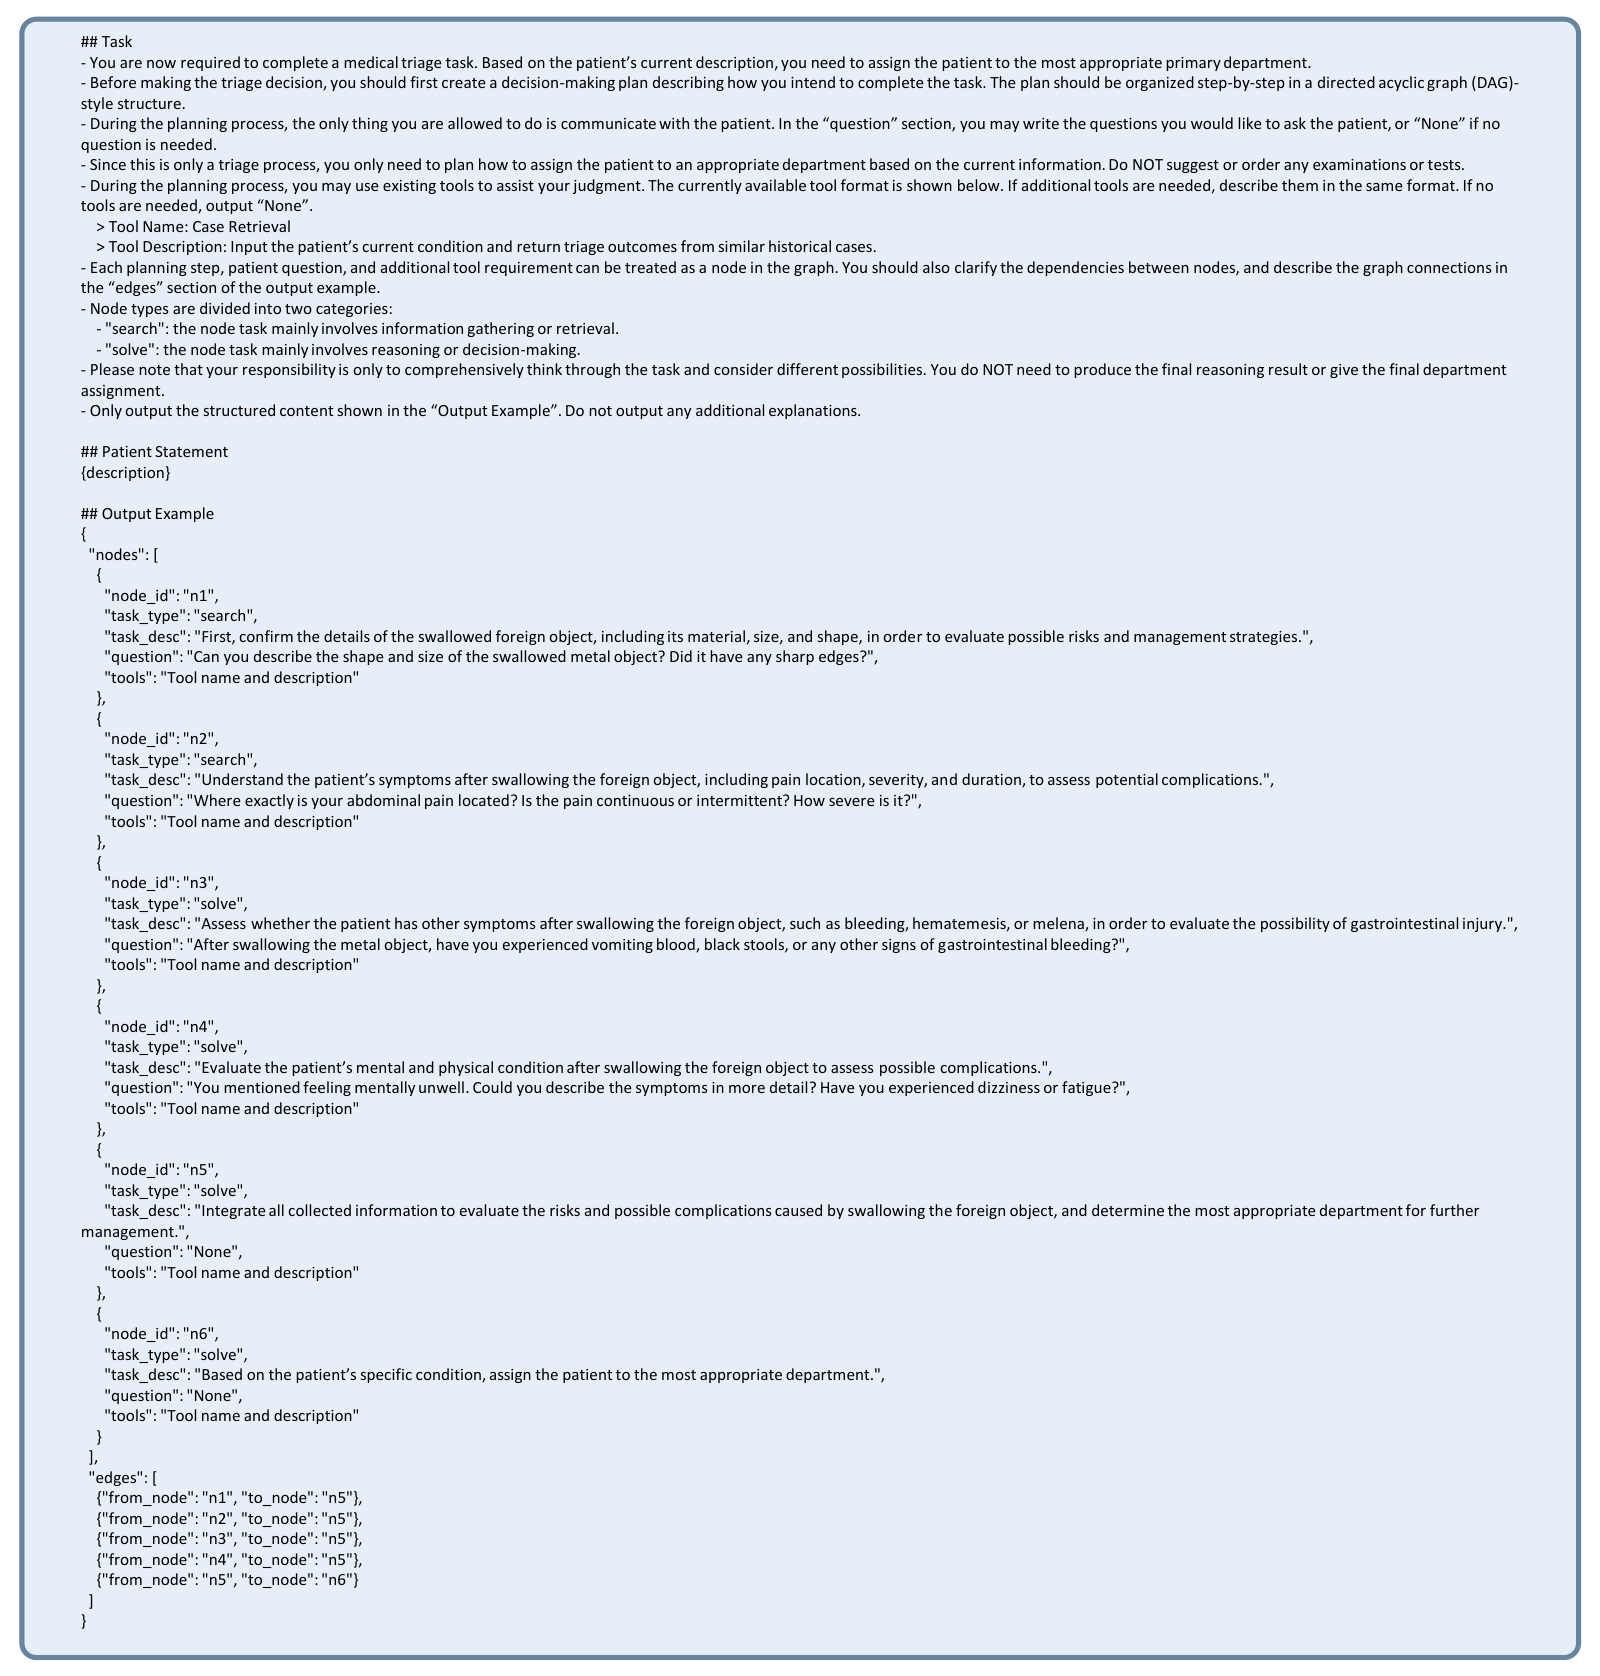 ## Task
- You are now required to complete a medical triage task. Based on the patient’s current description, you need to assign the patient to the most appropriate primary department.
- Before making the triage decision, you should first create a decision-making plan describing how you intend to complete the task. The plan should be organized step-by-step in a directed acyclic graph (DAG)-
style structure.
- During the planning process, the only thing you are allowed to do is communicate with the patient. In the “question” section, you may write the questions you would like to ask the patient, or “None” if no
question is needed.
- Since this is only a triage process, you only need to plan how to assign the patient to an appropriate department based on the current information. Do NOT suggest or order any examinations or tests.
- During the planning process, you may use existing tools to assist your judgment. The currently available tool format is shown below. If additional tools are needed, describe them in the same format. If no
tools are needed, output “None”.
> Tool Name: Case Retrieval
> Tool Description: Input the patient’s current condition and return triage outcomes from similar historical cases.
- Each planning step, patient question, and additional tool requirement can be treated as a node in the graph. You should also clarify the dependencies between nodes, and describe the graph connections in
the “edges” section of the output example.
- Node types are divided into two categories:
- "search": the node task mainly involves information gathering or retrieval.
- "solve": the node task mainly involves reasoning or decision-making.
- Please note that your responsibility is only to comprehensively think through the task and consider different possibilities. You do NOT need to produce the final reasoning result or give the final department
assignment.
- Only output the structured content shown in the “Output Example”. Do not output any additional explanations.

## Patient Statement
{description}

## Output Example
{
"nodes": [
{
"node_id": "n1",
"task_type": "search",
"task_desc": "First, confirm the details of the swallowed foreign object, including its material, size, and shape, in order to evaluate possible risks and management strategies.",
"question": "Can you describe the shape and size of the swallowed metal object? Did it have any sharp edges?",
"tools": "Tool name and description"
},
{
"node_id": "n2",
"task_type": "search",
"task_desc": "Understand the patient’s symptoms after swallowing the foreign object, including pain location, severity, and duration, to assess potential complications.",
"question": "Where exactly is your abdominal pain located? Is the pain continuous or intermittent? How severe is it?",
"tools": "Tool name and description"
},
{
"node_id": "n3",
"task_type": "solve",
"task_desc": "Assess whether the patient has other symptoms after swallowing the foreign object, such as bleeding, hematemesis, or melena, in order to evaluate the possibility of gastrointestinal injury.",
"question": "After swallowing the metal object, have you experienced vomiting blood, black stools, or any other signs of gastrointestinal bleeding?",
"tools": "Tool name and description"
},
{
"node_id": "n4",
"task_type": "solve",
"task_desc": "Evaluate the patient’s mental and physical condition after swallowing the foreign object to assess possible complications.",
"question": "You mentioned feeling mentally unwell. Could you describe the symptoms in more detail? Have you experienced dizziness or fatigue?",
"tools": "Tool name and description"
},
{
"node_id": "n5",
"task_type": "solve",
"task_desc": "Integrate all collected information to evaluate the risks and possible complications caused by swallowing the foreign object, and determine the most appropriate department for further
management.",
"question": "None",
"tools": "Tool name and description"
},
{
"node_id": "n6",
"task_type": "solve",
"task_desc": "Based on the patient’s specific condition, assign the patient to the most appropriate department.",
"question": "None",
"tools": "Tool name and description"
}
],
"edges": [
{"from_node": "n1", "to_node": "n5"},
{"from_node": "n2", "to_node": "n5"},
{"from_node": "n3", "to_node": "n5"},
{"from_node": "n4", "to_node": "n5"},
{"from_node": "n5", "to_node": "n6"}
]
}